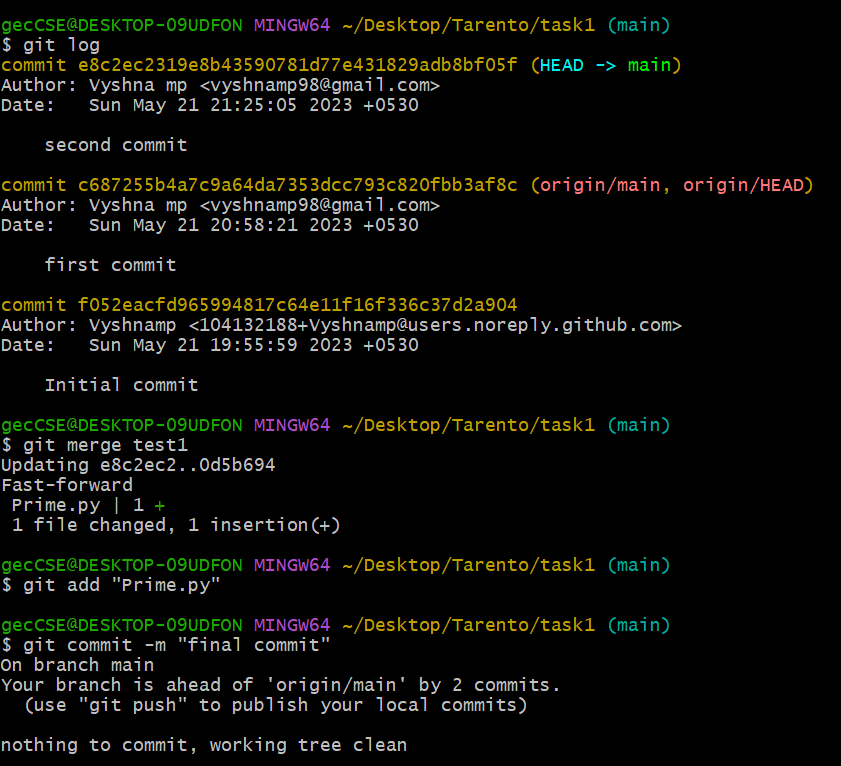 gecCSE@DESKTOP-09UDFON MINGW64 ~/Desktop/Tarento/task1 (main)
$ git log
commit e8c2ec2319e8b43590781d77e431829adb8bf05f (HEAD -> main)
Author: Vyshna mp <vyshnamp98@gmail.com>
Date:   Sun May 21 21:25:05 2023 +0530
    second commit
commit c687255b4a7c9a64da7353dcc793c820fbb3af8c (origin/main, origin/HEAD)
Author: Vyshna mp <vyshnamp98@gmail.com>
Date:   Sun May 21 20:58:21 2023 +0530
    first commit
commit f052eacfd965994817c64e11f16f336c37d2a904
Author: Vyshnamp <104132188+Vyshnamp@users.noreply.github.com>
Date:   Sun May 21 19:55:59 2023 +0530
    Initial commit
gecCSE@DESKTOP-09UDFON MINGW64 ~/Desktop/Tarento/task1 (main)
$ git merge test1
Updating e8c2ec2..0d5b694
Fast-forward
 Prime.py | 1 +
 1 file changed, 1 insertion(+)
gecCSE@DESKTOP-09UDFON MINGW64 ~/Desktop/Tarento/task1 (main)
$ git add "Prime.py"
gecCSE@DESKTOP-09UDFON MINGW64 ~/Desktop/Tarento/task1 (main)
$ git commit -m "final commit"
On branch main
Your branch is ahead of 'origin/main' by 2 commits.
  (use "git push" to publish your local commits)
nothing to commit, working tree clean